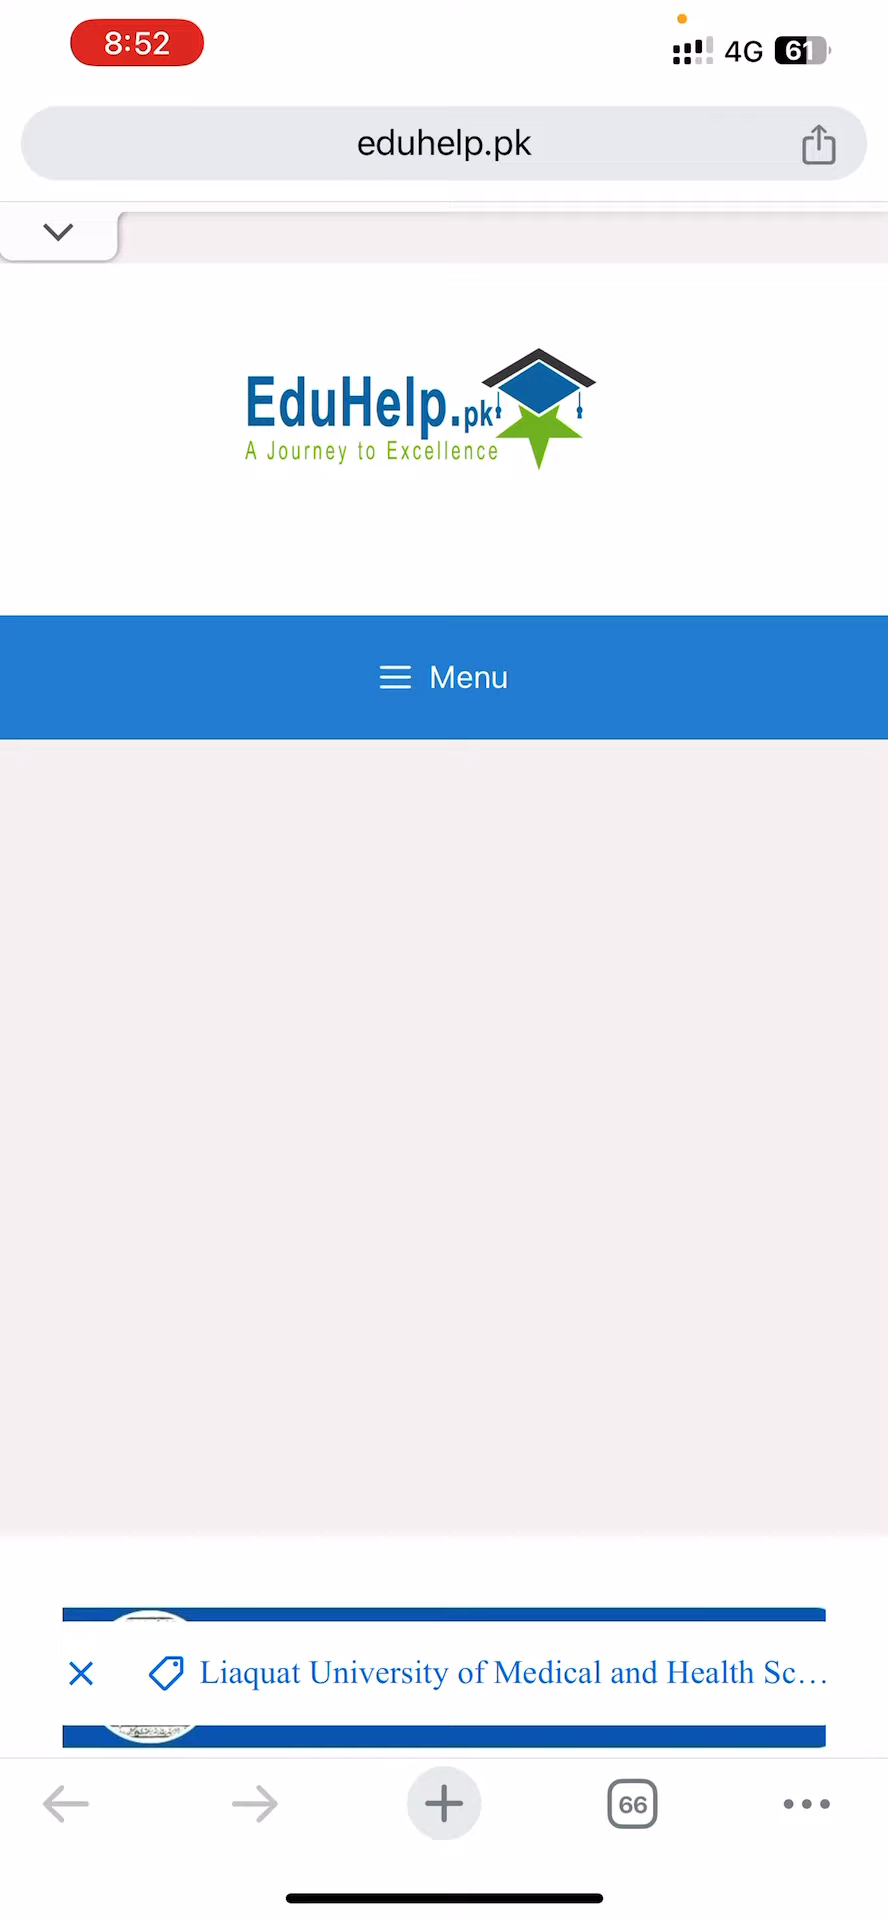 8:52
4G 61
eduhelp.pk
EduHelp.pk
A Journey to Excellence
Menu
Liaquat University of Medical and Health Sc...
66